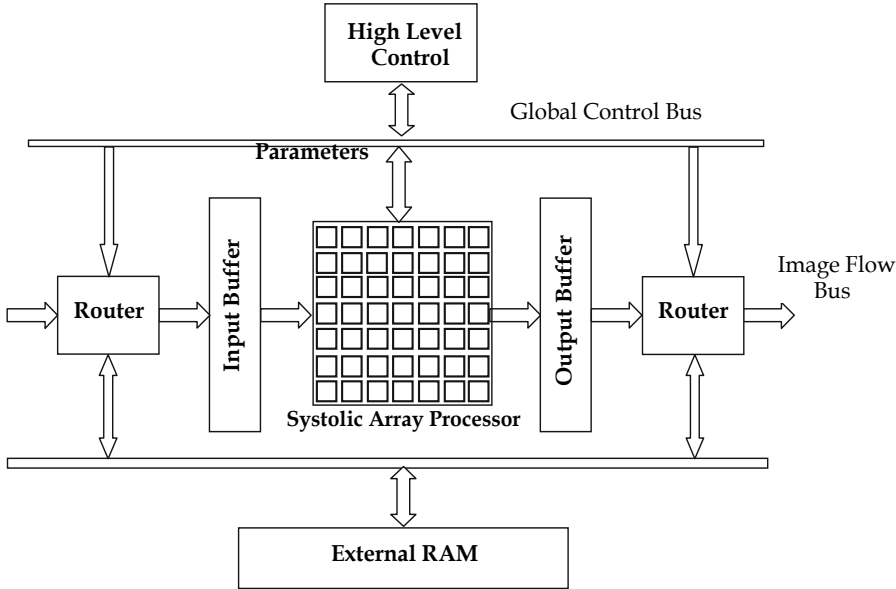 High Level
Control
Global Control Bus
Parameters
Input Buffer
Output Buffer
Image Flow
Bus
Router
Router
Systolic Array Processor
External RAM